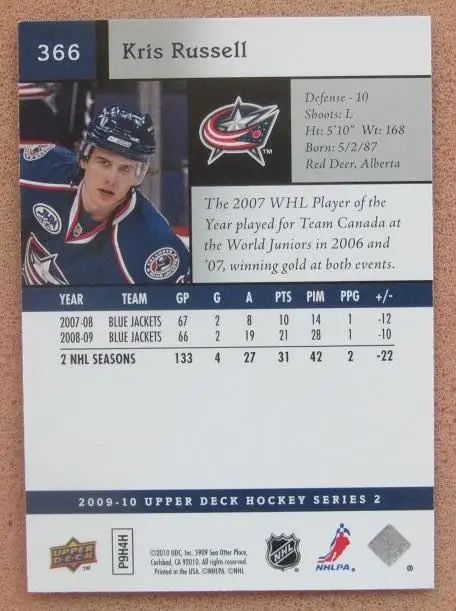 366 Kris Russell
Defense - 10
Shoots: L
Ht: 5'10" Wt: 168
Born: 5/2/87
Red Deer, Alberta
TM
The 2007 WHL Player of the
Year played for Team Canada at
the World Juniors in 2006 and
'07, winning gold at both events.
YEAR TEAM GP G A PTS PIM PPG +/-
2007-08 BLUE JACKETS 67 2 8 10 14 1 -12
2008-09 BLUE JACKETS 66 2 19 21 28 1 -10
2 NHL SEASONS 133 4 27 31 42 2 -22
2009-10 UPPER DECK HOCKEY SERIES 2
UPPER DECK TM
P9H4H
©2010 UDC, Inc. 5909 Sea Otter Place,
Carlsbad, CA 92010. All rights reserved.
Printed in the USA. ©NHLPA. ©NHL
NHL
NHLPA.
®